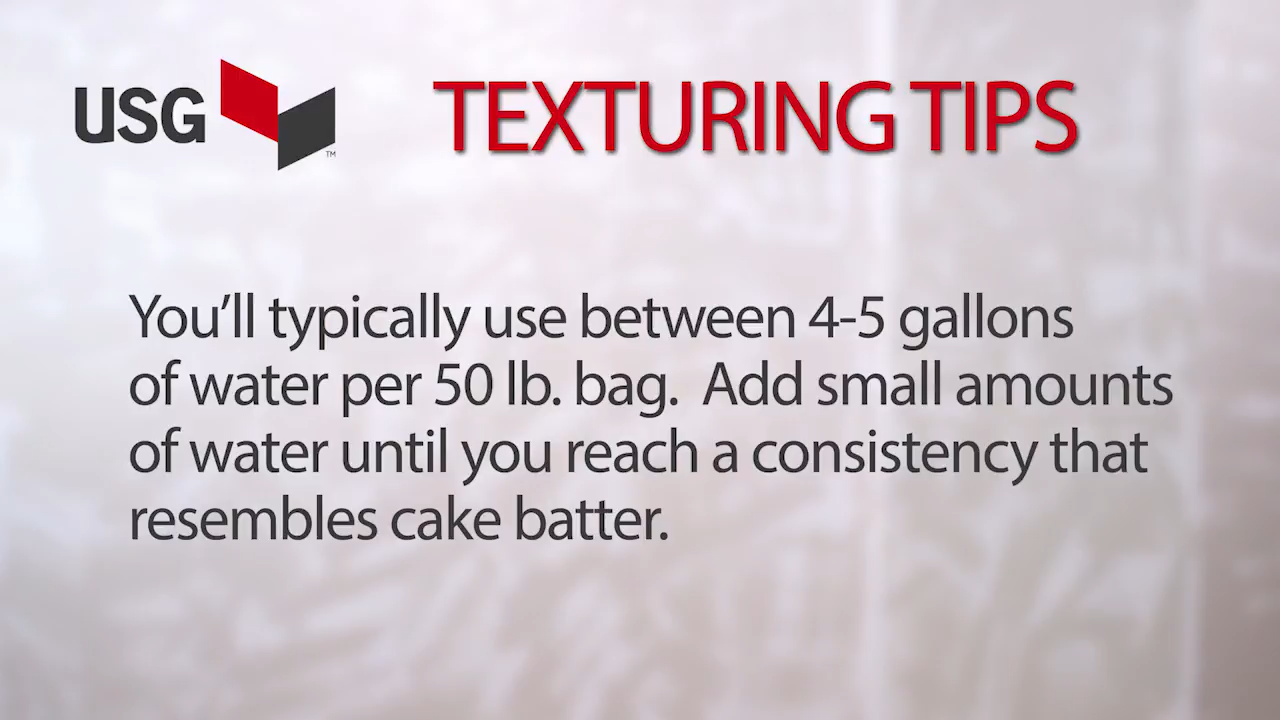 USG
TM
TEXTURING TIPS
You’ll typically use between 4-5 gallons
of water per 50 lb. bag.  Add small amounts
of water until you reach a consistency that
resembles cake batter.